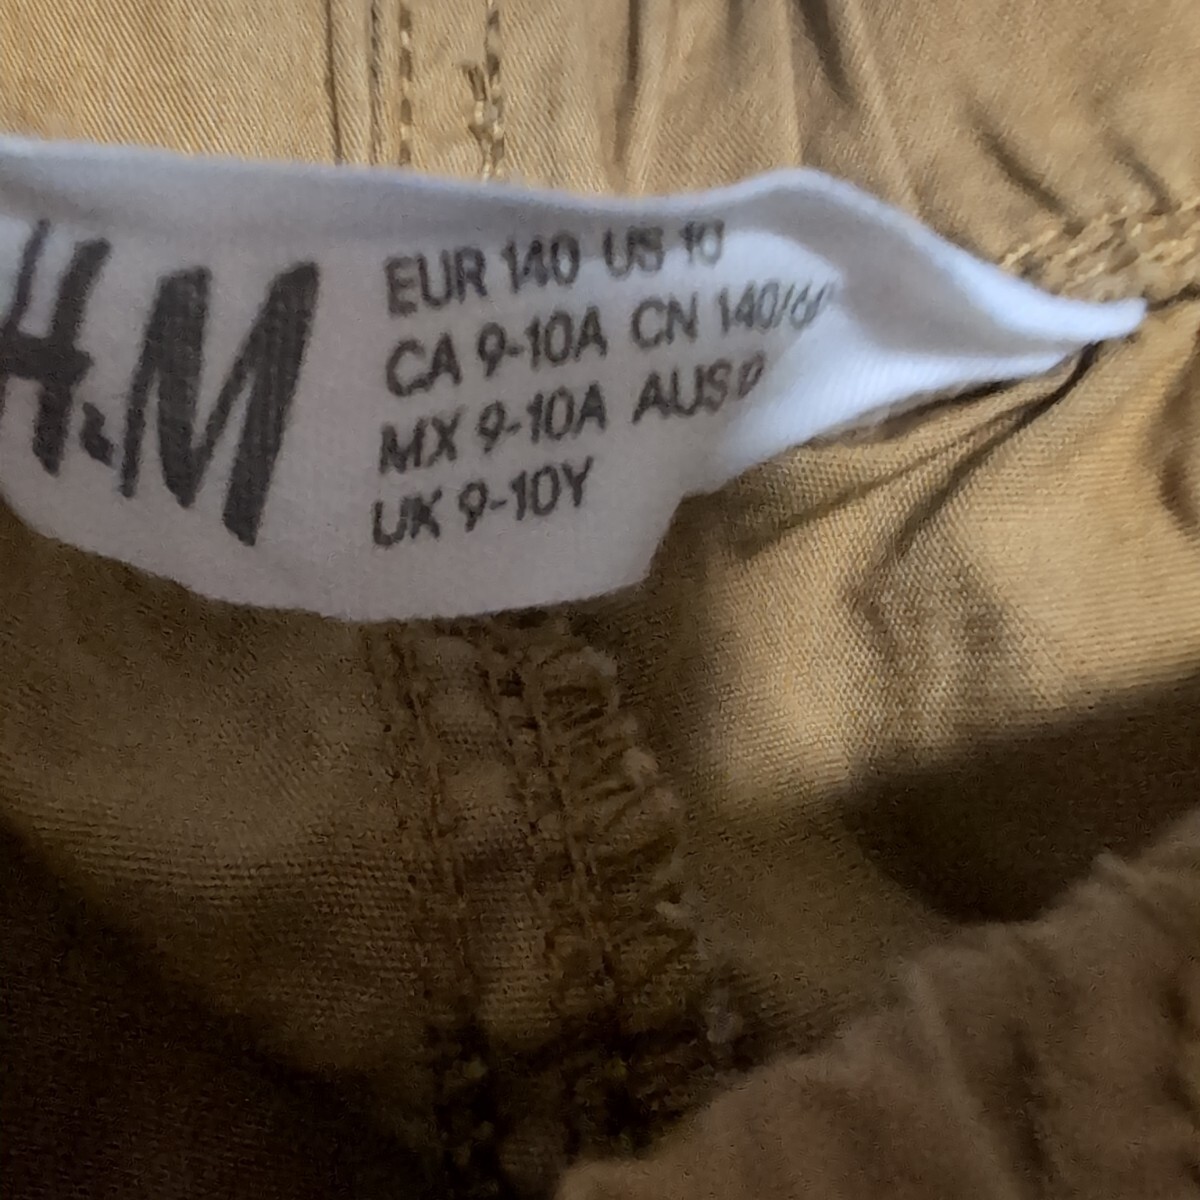 H&M
EUR 140 US 10
CA 9-10A CN 140/
MX 9-10A AUS
UK 9-10Y